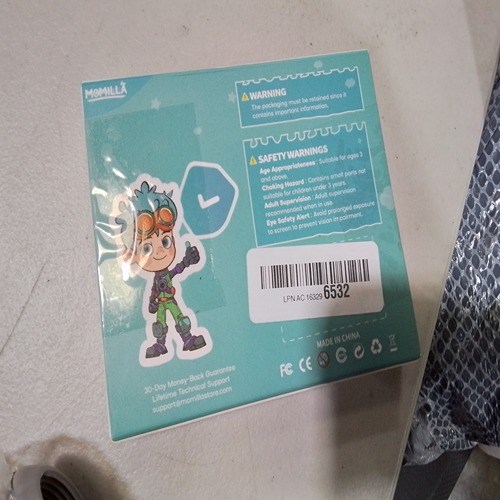 MOMILLA
WARNING
The packaging must be retained since it
contains important information.
SAFETY WARNINGS
Age Appropriateness : Suitable for ages 3
and above.
Choking Hazard : Contains small parts not
suitable for children under 3 years.
Adult Supervision : Adult supervision
recommended when in use
Eye Safety Alert : Avoid prolonged exposure
to screen to prevent vision impairment.
LPN AC 16329 6532
MADE IN CHINA
FC CE
30-Day Money-Back Guarantee
Lifetime Technical Support
support@momillastore.com